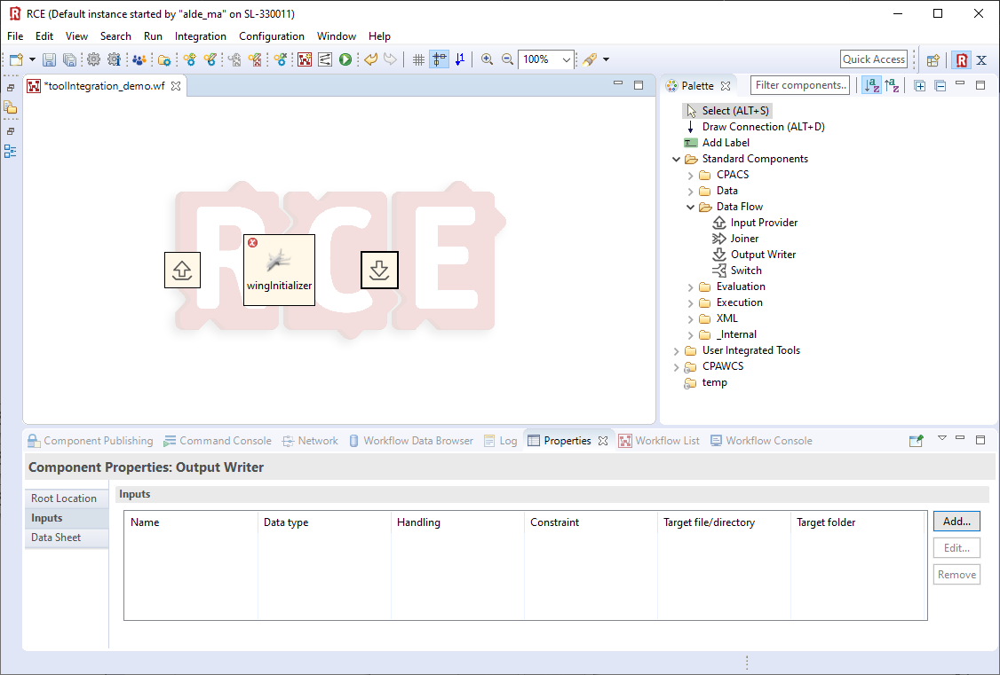 RCE (Default instance started by "alde_ma" on SL-330011)
File Edit View Search Run Integration Configuration Window Help
100% Quick Access
*toolIntegration_demo.wf
Palette Filter components..
Select (ALT+S)
Draw Connection (ALT+D)
Add Label
Standard Components
CPACS
Data
Data Flow
Input Provider
Joiner
Output Writer
Switch
Evaluation
Execution
XML
_Internal
User Integrated Tools
CPAWCS
temp
RCE
wingInitializer
Component Publishing Command Console Network Workflow Data Browser Log Properties Workflow List Workflow Console
Component Properties: Output Writer
Root Location
Inputs
Data Sheet
Inputs
Name Data type Handling Constraint Target file/directory Target folder
Add...
Edit...
Remove